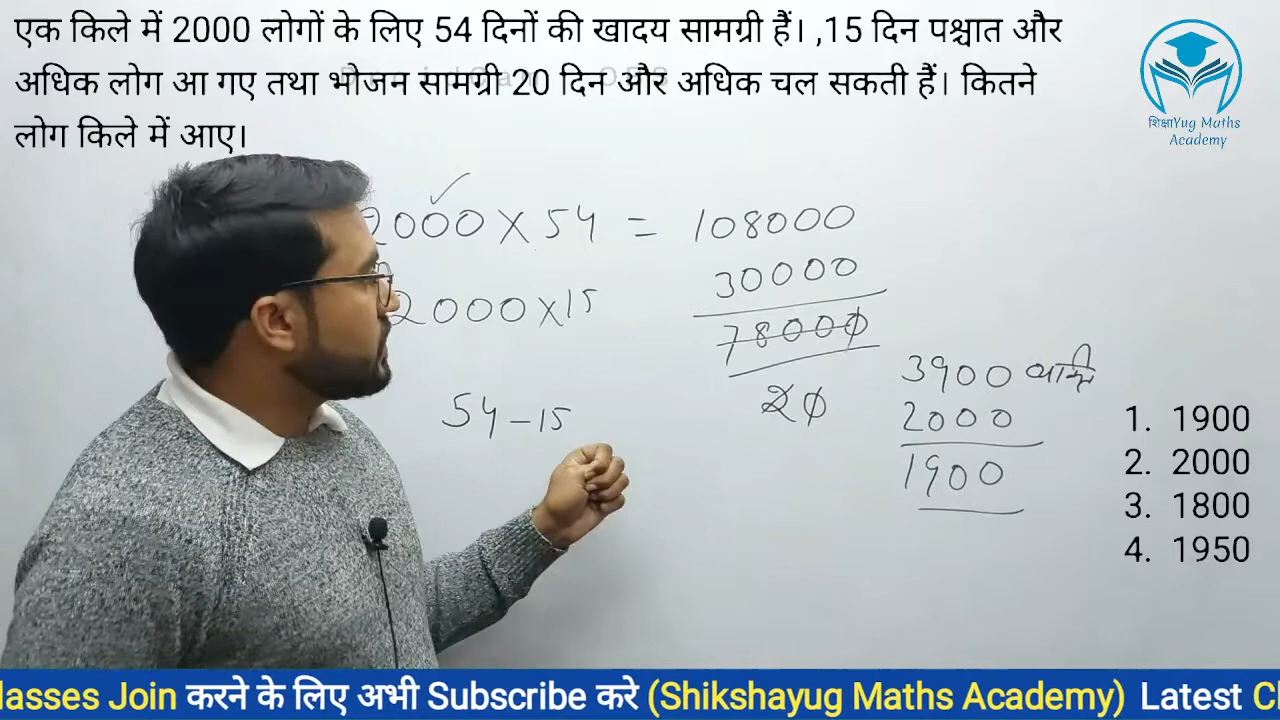 एक किले में 2000 लोगों के लिए 54 दिनों की खादय सामग्री हैं। ,15 दिन पश्चात और
अधिक लोग आ गए तथा भोजन सामग्री 20 दिन और अधिक चल सकती हैं। कितने
लोग किले में आए।
शिक्षाYug Maths
Academy
2000 X 54 = 108000
30000
2000 X 15
78000
20
54 - 15
3900
2000
1900
1. 1900
2. 2000
3. 1800
4. 1950
lasses Join करने के लिए अभी Subscribe करे (Shikshayug Maths Academy) Latest Cl